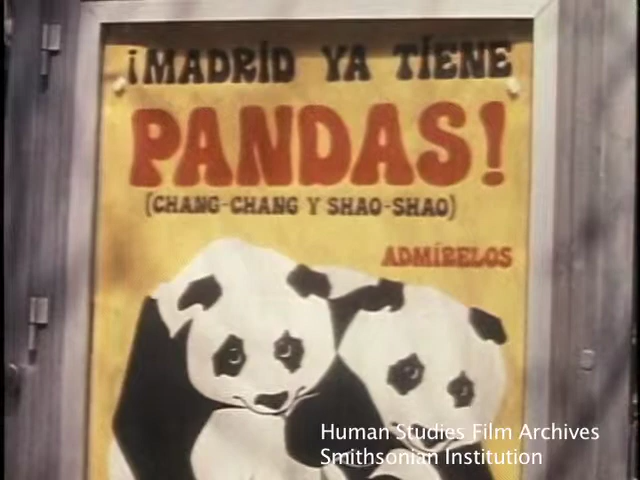 ¡MADRID YA TIENE
PANDAS!
(CHANG-CHANG Y SHAO-SHAO)
ADMÍRELOS
Human Studies Film Archives
Smithsonian Institution